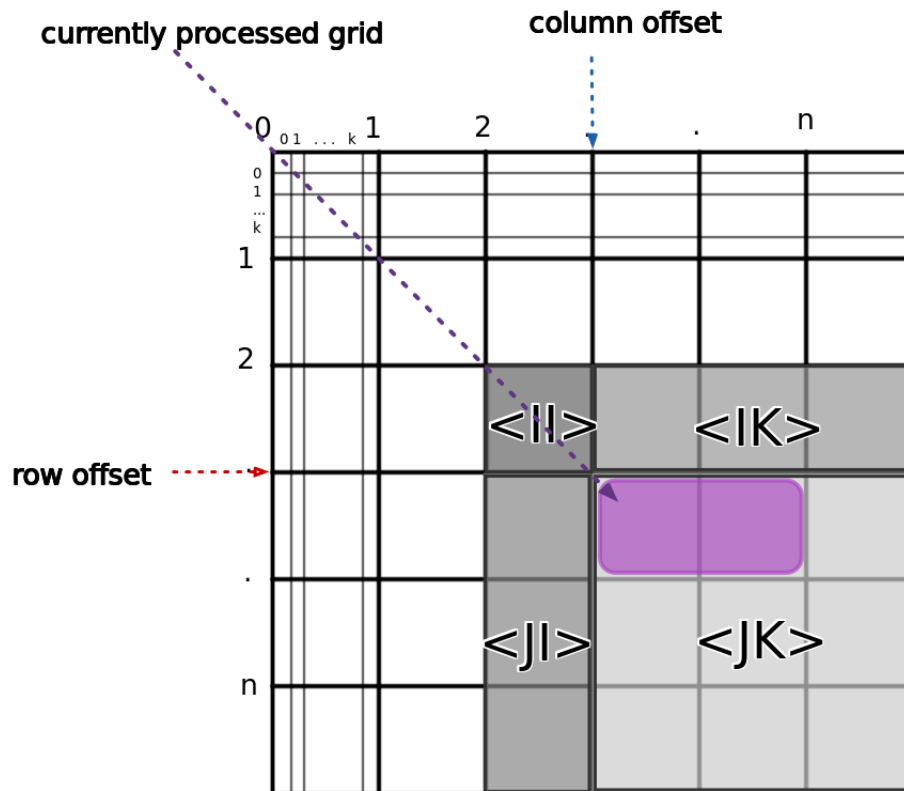 column offset
currently processed grid
0 1 2 . n
0 1 ... k
0
1
...
k
1
2
<II> <IK>
row offset .
.
<JI> <JK>
n